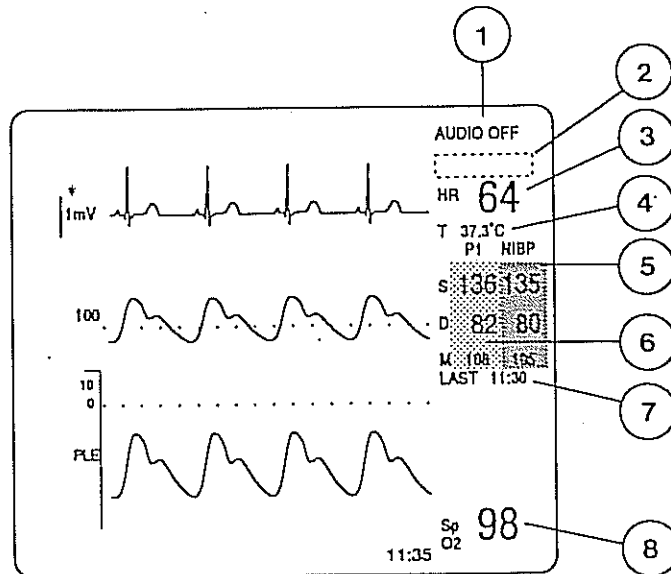 1
2
AUDIO OFF
3
HR 64
1mV
4
T 37.3°C
P1 NIBP
5
S 136 135
100
D 82 80
6
M 108 105
LAST 11:30
10
0
7
PLE
Sp O2 98
8
11:35